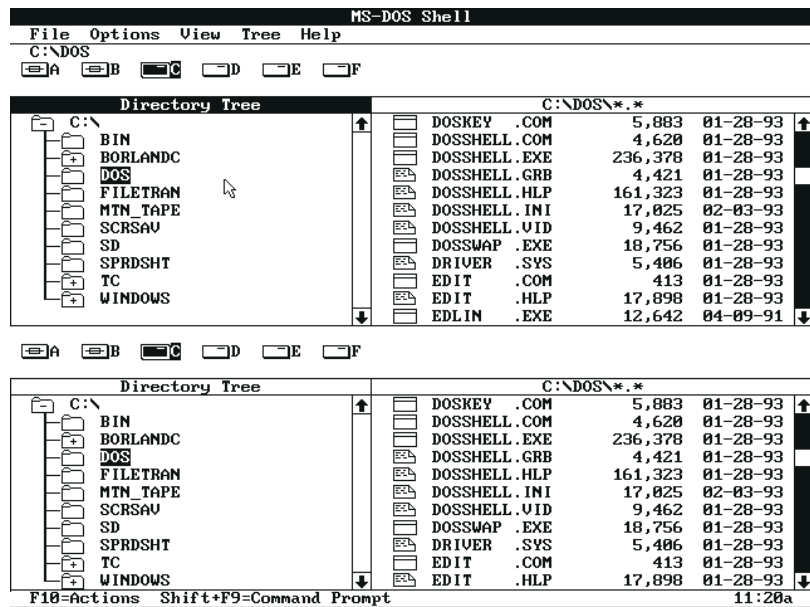 MS-DOS Shell
File Options View Tree Help
C:\DOS
A B C D E F
Directory Tree
C:\
BIN
BORLANDC
DOS
FILETRAN
MTN_TAPE
SCRSAV
SD
SPRDSHT
TC
WINDOWS
C:\DOS\*.*
DOSKEY .COM 5,883 01-28-93
DOSSHELL.COM 4,620 01-28-93
DOSSHELL.EXE 236,378 01-28-93
DOSSHELL.GRB 4,421 01-28-93
DOSSHELL.HLP 161,323 01-28-93
DOSSHELL.INI 17,025 02-03-93
DOSSHELL.VID 9,462 01-28-93
DOSSWAP .EXE 18,756 01-28-93
DRIVER .SYS 5,406 01-28-93
EDIT .COM 413 01-28-93
EDIT .HLP 17,898 01-28-93
EDLIN .EXE 12,642 04-09-91
A B C D E F
Directory Tree
C:\
BIN
BORLANDC
DOS
FILETRAN
MTN_TAPE
SCRSAV
SD
SPRDSHT
TC
WINDOWS
C:\DOS\*.*
DOSKEY .COM 5,883 01-28-93
DOSSHELL.COM 4,620 01-28-93
DOSSHELL.EXE 236,378 01-28-93
DOSSHELL.GRB 4,421 01-28-93
DOSSHELL.HLP 161,323 01-28-93
DOSSHELL.INI 17,025 02-03-93
DOSSHELL.VID 9,462 01-28-93
DOSSWAP .EXE 18,756 01-28-93
DRIVER .SYS 5,406 01-28-93
EDIT .COM 413 01-28-93
EDIT .HLP 17,898 01-28-93
F10=Actions Shift+F9=Command Prompt 11:20a